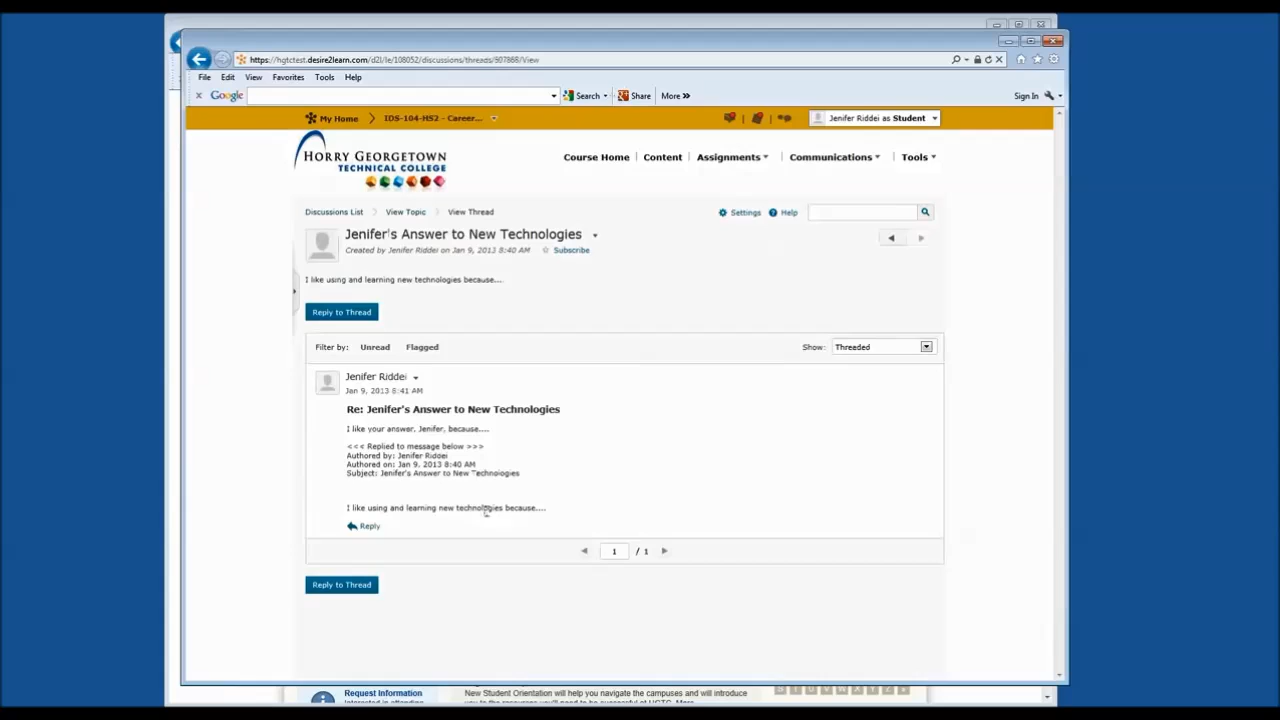 https://hgtctest.desire2learn.com/d2l/le/108052/discussions/threads/907868/View
File Edit View Favorites Tools Help
x Google Search Share More » Sign In
My Home IDS-104-HS2 - Career... Jenifer Riddei as Student
HORRY GEORGETOWN
TECHNICAL COLLEGE
Course Home Content Assignments Communications Tools
Discussions List View Topic View Thread Settings Help
Jenifer's Answer to New Technologies
Created by Jenifer Riddei on Jan 9, 2013 8:40 AM Subscribe
I like using and learning new technologies because....
Reply to Thread
Filter by: Unread Flagged Show: Threaded
Jenifer Riddei
Jan 9, 2013 8:41 AM
Re: Jenifer's Answer to New Technologies
I like your answer, Jenifer, because....
<<< Replied to message below >>>
Authored by: Jenifer Riddei
Authored on: Jan 9, 2013 8:40 AM
Subject: Jenifer's Answer to New Technologies
I like using and learning new technologies because....
Reply
1 / 1
Reply to Thread
Request Information New Student Orientation will help you navigate the campuses and will introduce
S T U V W X Y Z